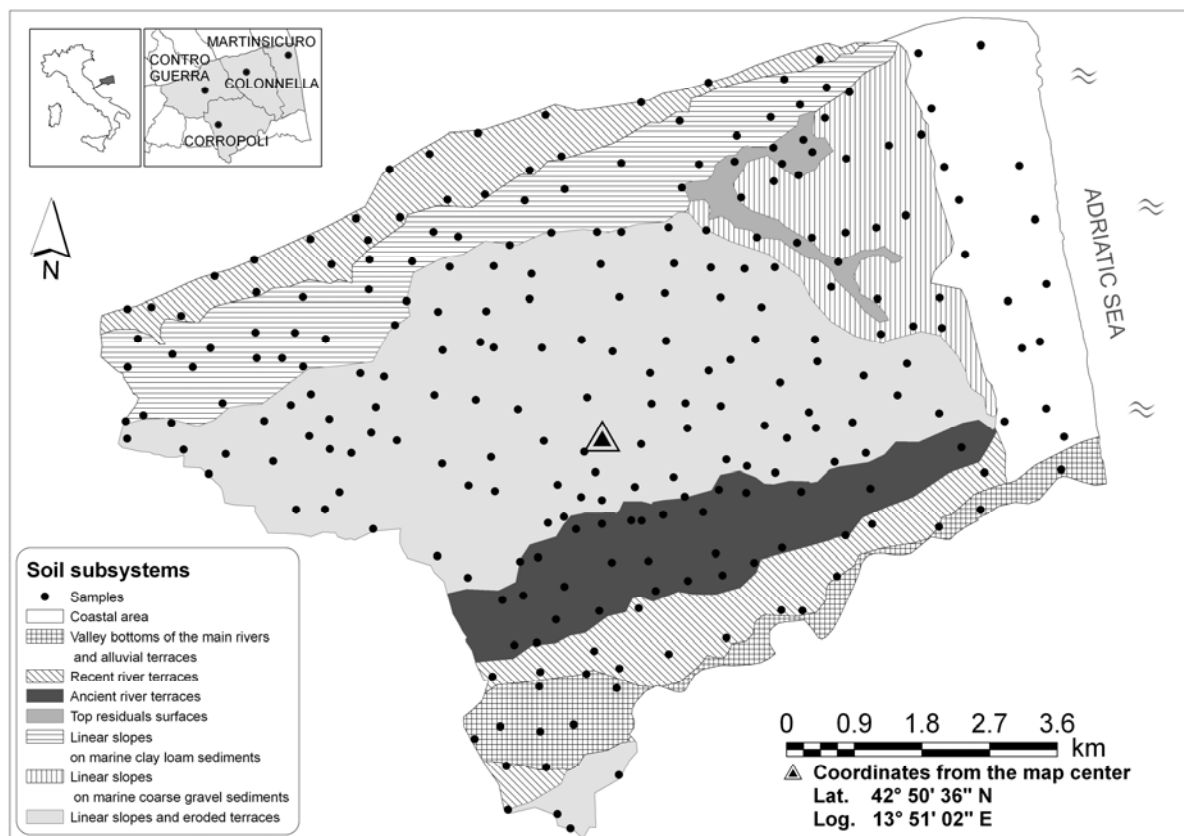 MARTINSICURO
CONTRO
GUERRA
COLONNELLA
CORROPOLI
N
ADRIATIC SEA
Soil subsystems
Samples
Coastal area
Valley bottoms of the main rivers
and alluvial terraces
Recent river terraces
Ancient river terraces
Top residuals surfaces
Linear slopes
on marine clay loam sediments
Linear slopes
on marine coarse gravel sediments
Linear slopes and eroded terraces
0 0.9 1.8 2.7 3.6
km
Coordinates from the map center
Lat. 42° 50' 36" N
Log. 13° 51' 02" E